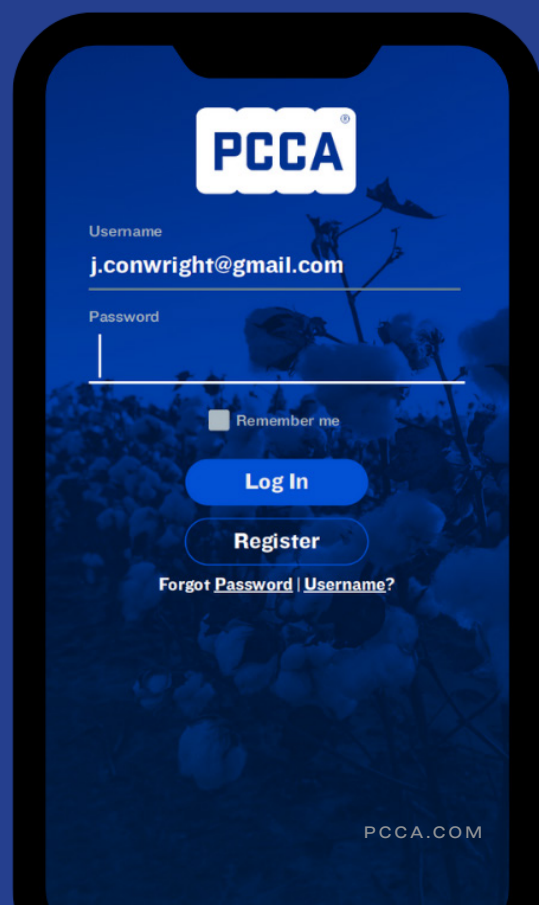 PCCA®
Username
j.conwright@gmail.com
Password
Remember me
Log In
Register
Forgot Password | Username?
PCCA.COM